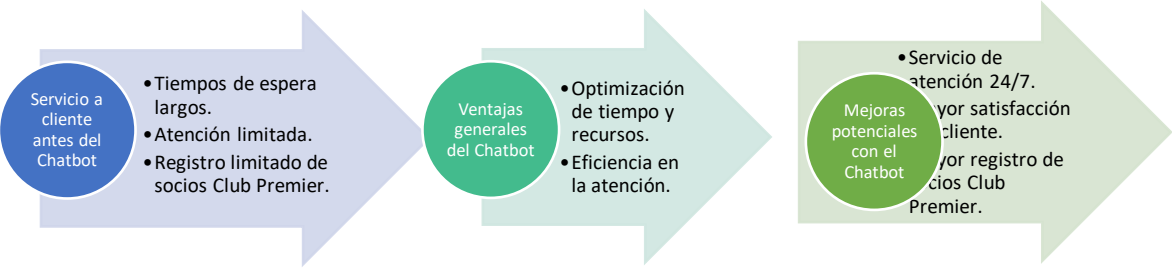 Servicio a
cliente
antes del
Chatbot
•Tiempos de espera
largos.
•Atención limitada.
•Registro limitado de
socios Club Premier.
Ventajas
generales
del Chatbot
•Optimización
de tiempo y
recursos.
•Eficiencia en
la atención.
Mejoras
potenciales
con el
Chatbot
•Servicio de
atención 24/7.
satisfacción
cliente.
registro de
Club
Premier.